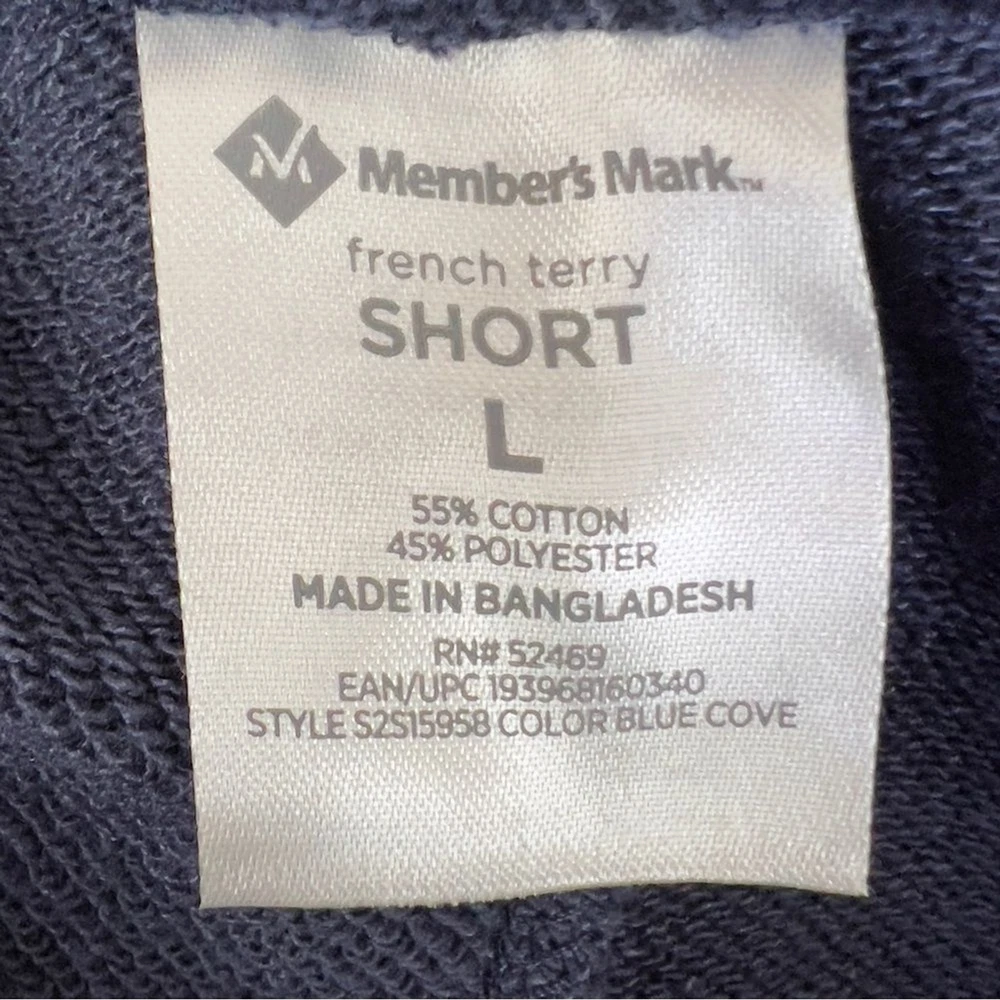 Member's Mark™
french terry
SHORT
L
55% COTTON
45% POLYESTER
MADE IN BANGLADESH
RN# 52469
EAN/UPC 193968160340
STYLE S2S15958 COLOR BLUE COVE